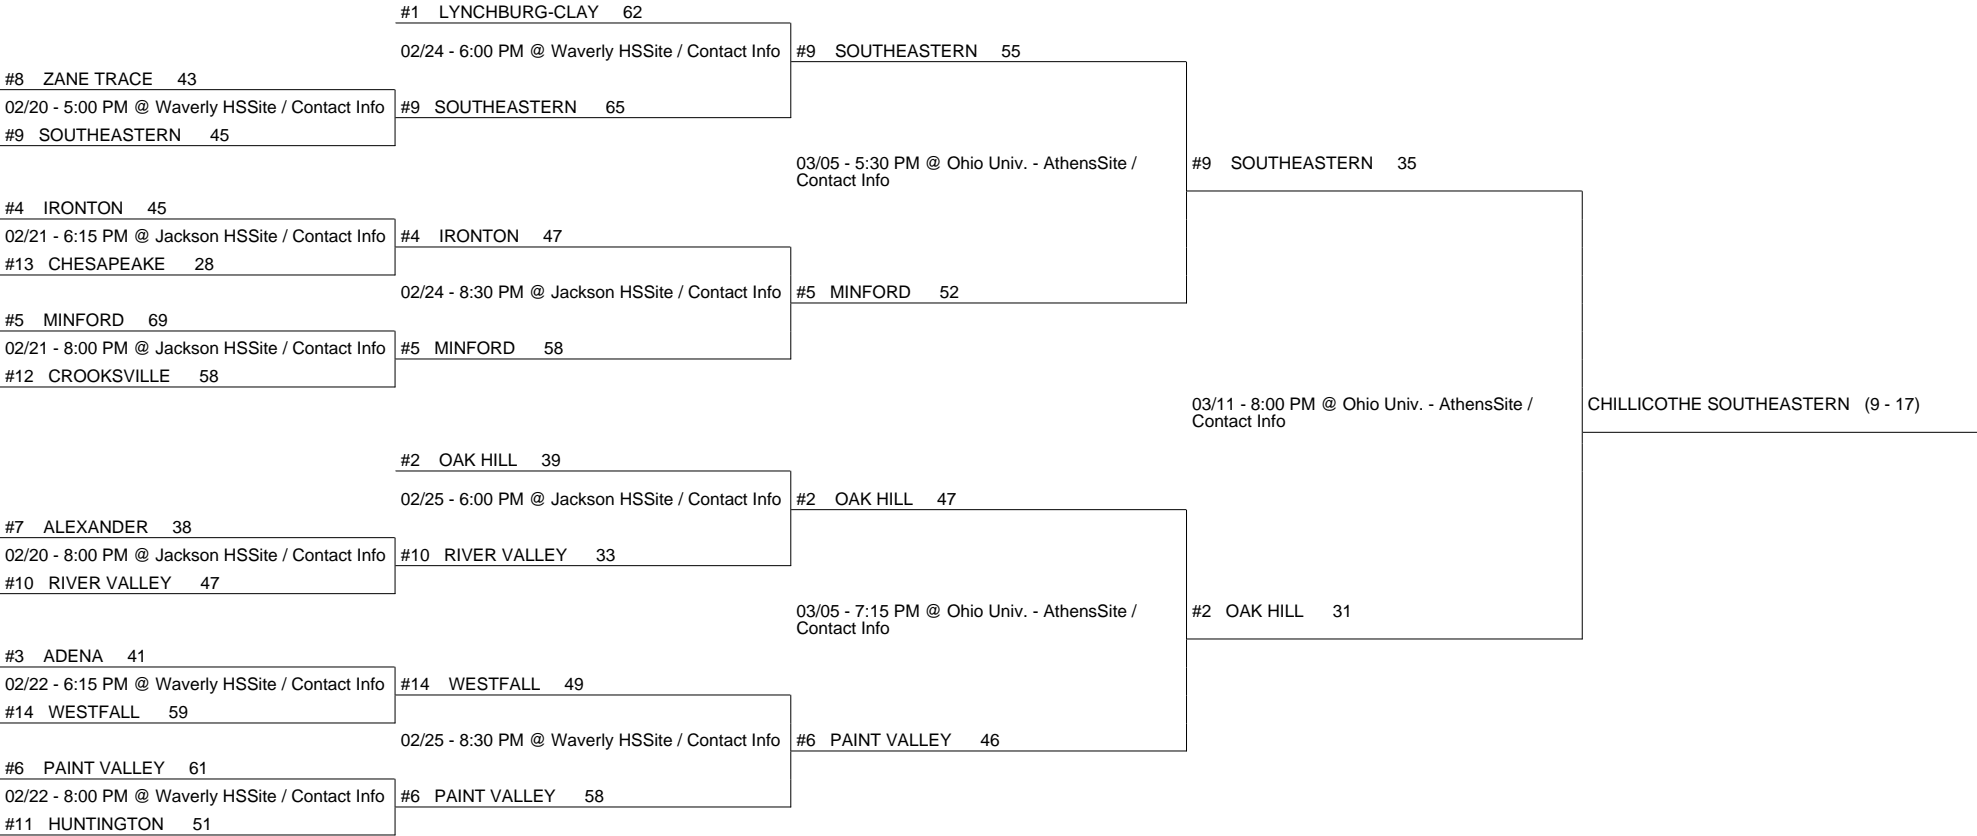 #1 LYNCHBURG-CLAY 62
02/24 - 6:00 PM @ Waverly HSSite / Contact Info
#9 SOUTHEASTERN 55
#8 ZANE TRACE 43
02/20 - 5:00 PM @ Waverly HSSite / Contact Info
#9 SOUTHEASTERN 65
#9 SOUTHEASTERN 45
03/05 - 5:30 PM @ Ohio Univ. - AthensSite /
Contact Info
#9 SOUTHEASTERN 35
#4 IRONTON 45
02/21 - 6:15 PM @ Jackson HSSite / Contact Info
#4 IRONTON 47
#13 CHESAPEAKE 28
02/24 - 8:30 PM @ Jackson HSSite / Contact Info
#5 MINFORD 52
#5 MINFORD 69
02/21 - 8:00 PM @ Jackson HSSite / Contact Info
#5 MINFORD 58
#12 CROOKSVILLE 58
03/11 - 8:00 PM @ Ohio Univ. - AthensSite /
Contact Info
CHILLICOTHE SOUTHEASTERN (9 - 17)
#2 OAK HILL 39
02/25 - 6:00 PM @ Jackson HSSite / Contact Info
#2 OAK HILL 47
#7 ALEXANDER 38
02/20 - 8:00 PM @ Jackson HSSite / Contact Info
#10 RIVER VALLEY 33
#10 RIVER VALLEY 47
03/05 - 7:15 PM @ Ohio Univ. - AthensSite /
Contact Info
#2 OAK HILL 31
#3 ADENA 41
02/22 - 6:15 PM @ Waverly HSSite / Contact Info
#14 WESTFALL 49
#14 WESTFALL 59
02/25 - 8:30 PM @ Waverly HSSite / Contact Info
#6 PAINT VALLEY 46
#6 PAINT VALLEY 61
02/22 - 8:00 PM @ Waverly HSSite / Contact Info
#6 PAINT VALLEY 58
#11 HUNTINGTON 51